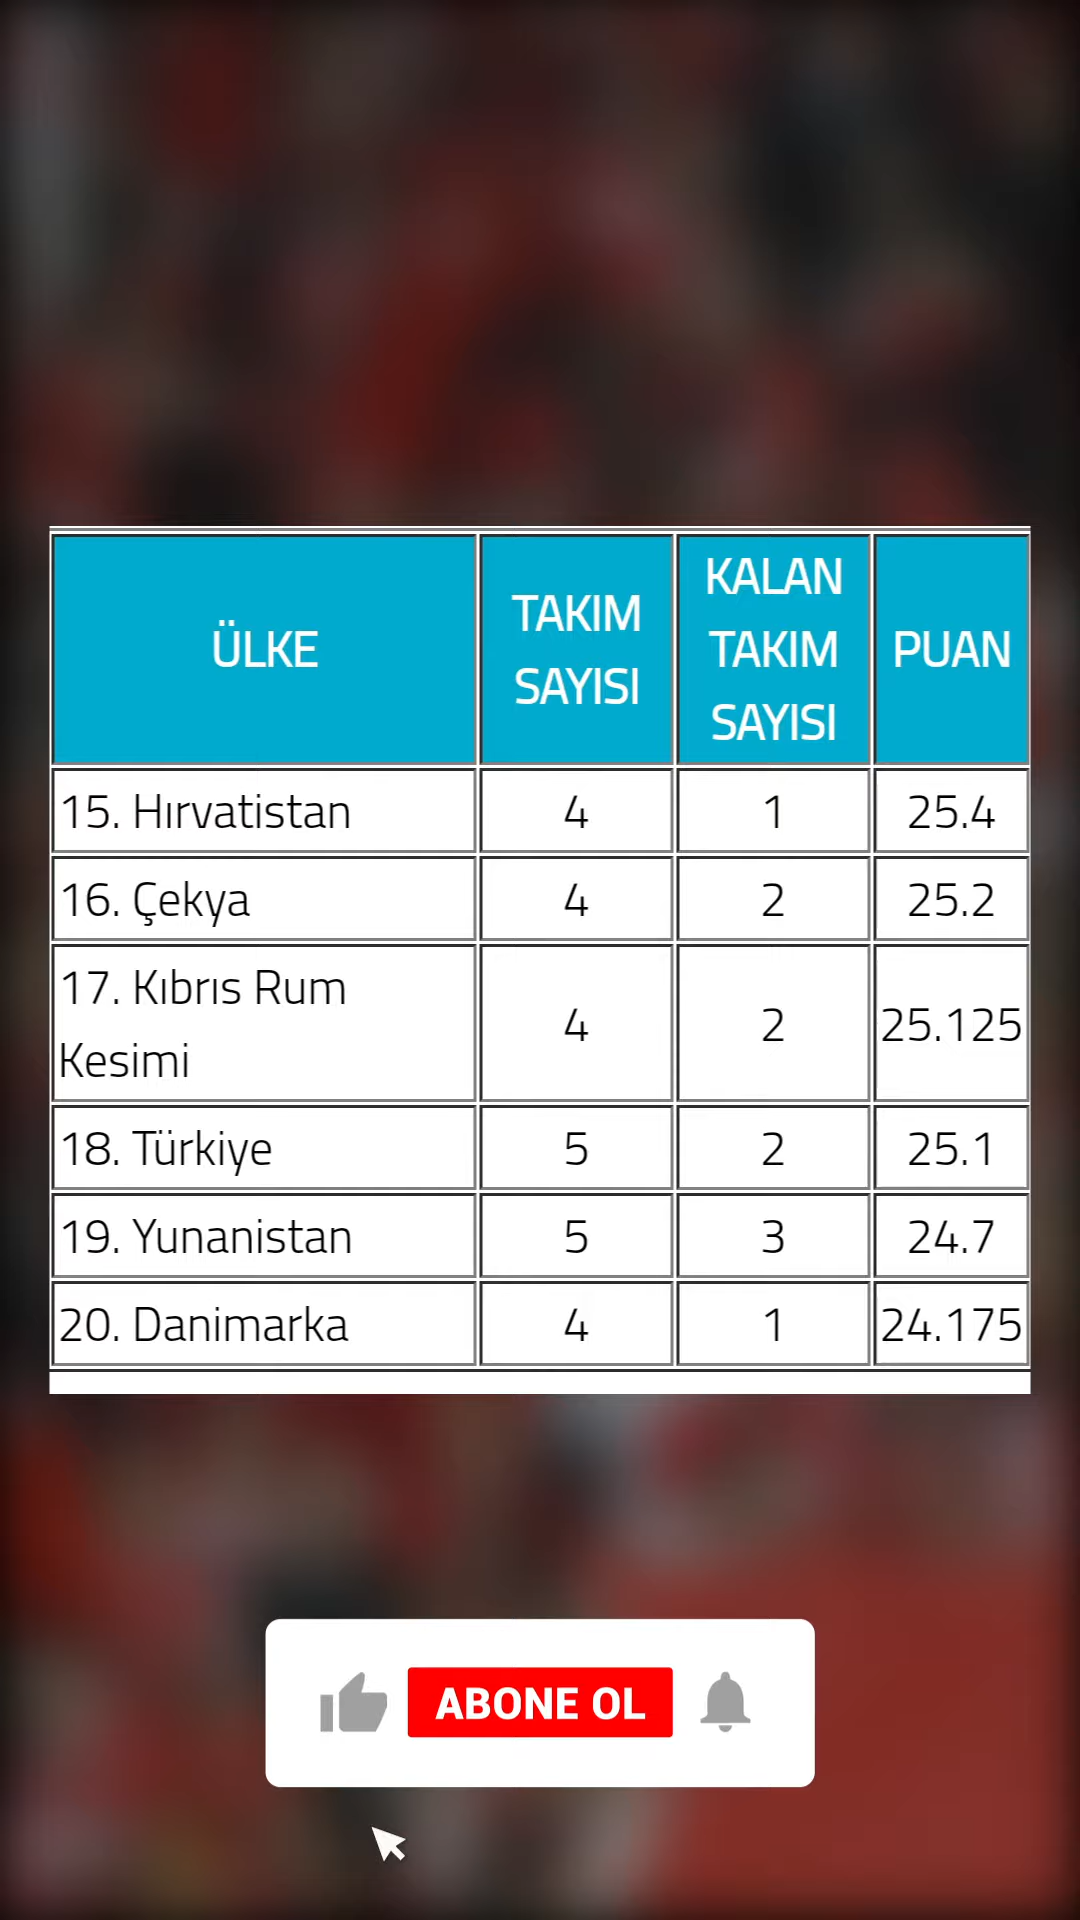 ÜLKE TAKIM SAYISI KALAN TAKIM SAYISI PUAN
15. Hırvatistan 4 1 25.4
16. Çekya 4 2 25.2
17. Kıbrıs Rum
Kesimi 4 2 25.125
18. Türkiye 5 2 25.1
19. Yunanistan 5 3 24.7
20. Danimarka 4 1 24.175
ABONE OL